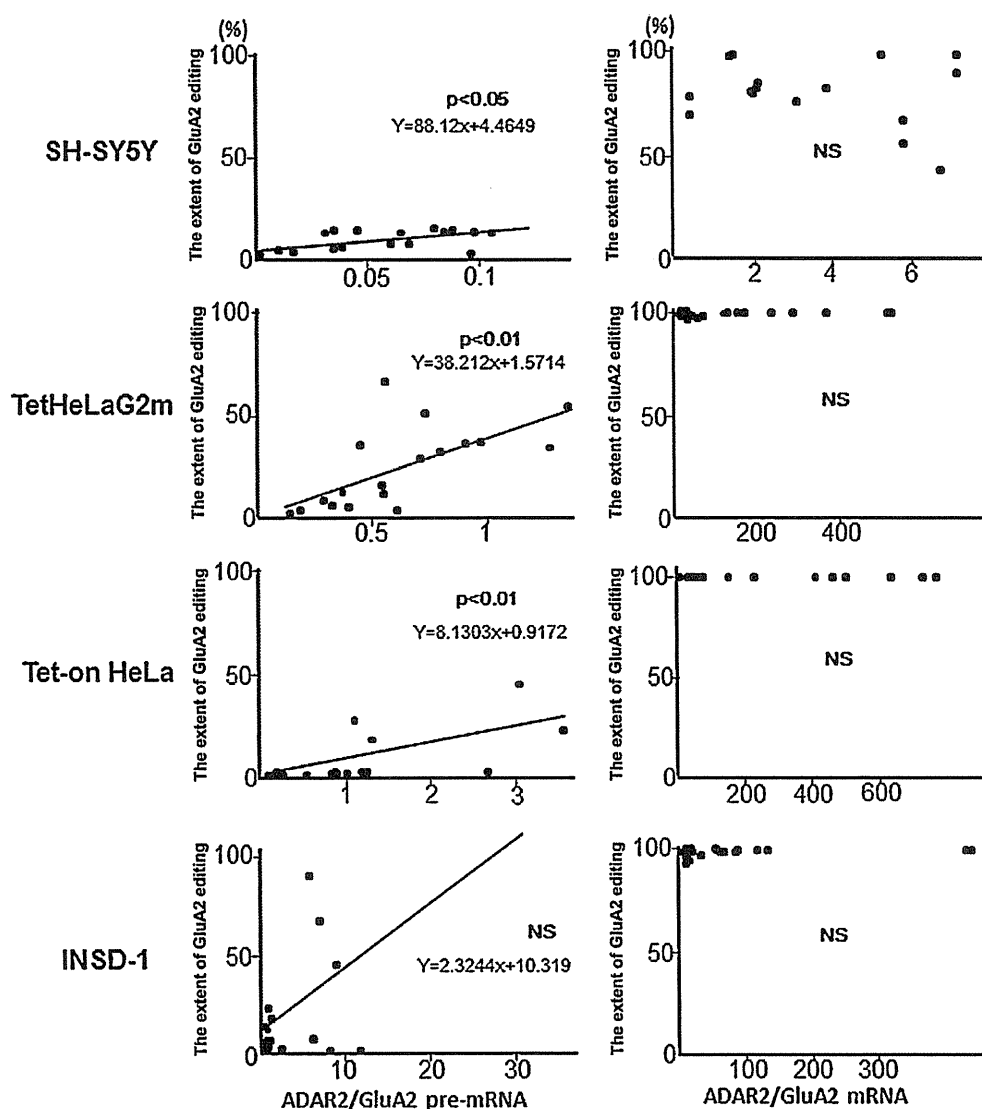 (%)
(%)
The extent of GluA2 editing
100
50
0
p<0.05
Y=88.12x+4.4649
0.05
0.1
SH-SY5Y
The extent of GluA2 editing
100
50
0
NS
2
4
6
The extent of GluA2 editing
100
50
0
p<0.01
Y=38.212x+1.5714
0.5
1
TetHeLaG2m
The extent of GluA2 editing
100
50
0
NS
200
400
The extent of GluA2 editing
100
50
0
p<0.01
Y=8.1303x+0.9172
1
2
3
Tet-on HeLa
The extent of GluA2 editing
100
50
0
NS
200
400
600
The extent of GluA2 editing
100
50
0
NS
Y=2.3244x+10.319
10
20
30
INSD-1
ADAR2/GluA2 pre-mRNA
The extent of GluA2 editing
100
50
0
NS
100
200
300
ADAR2/GluA2 mRNA